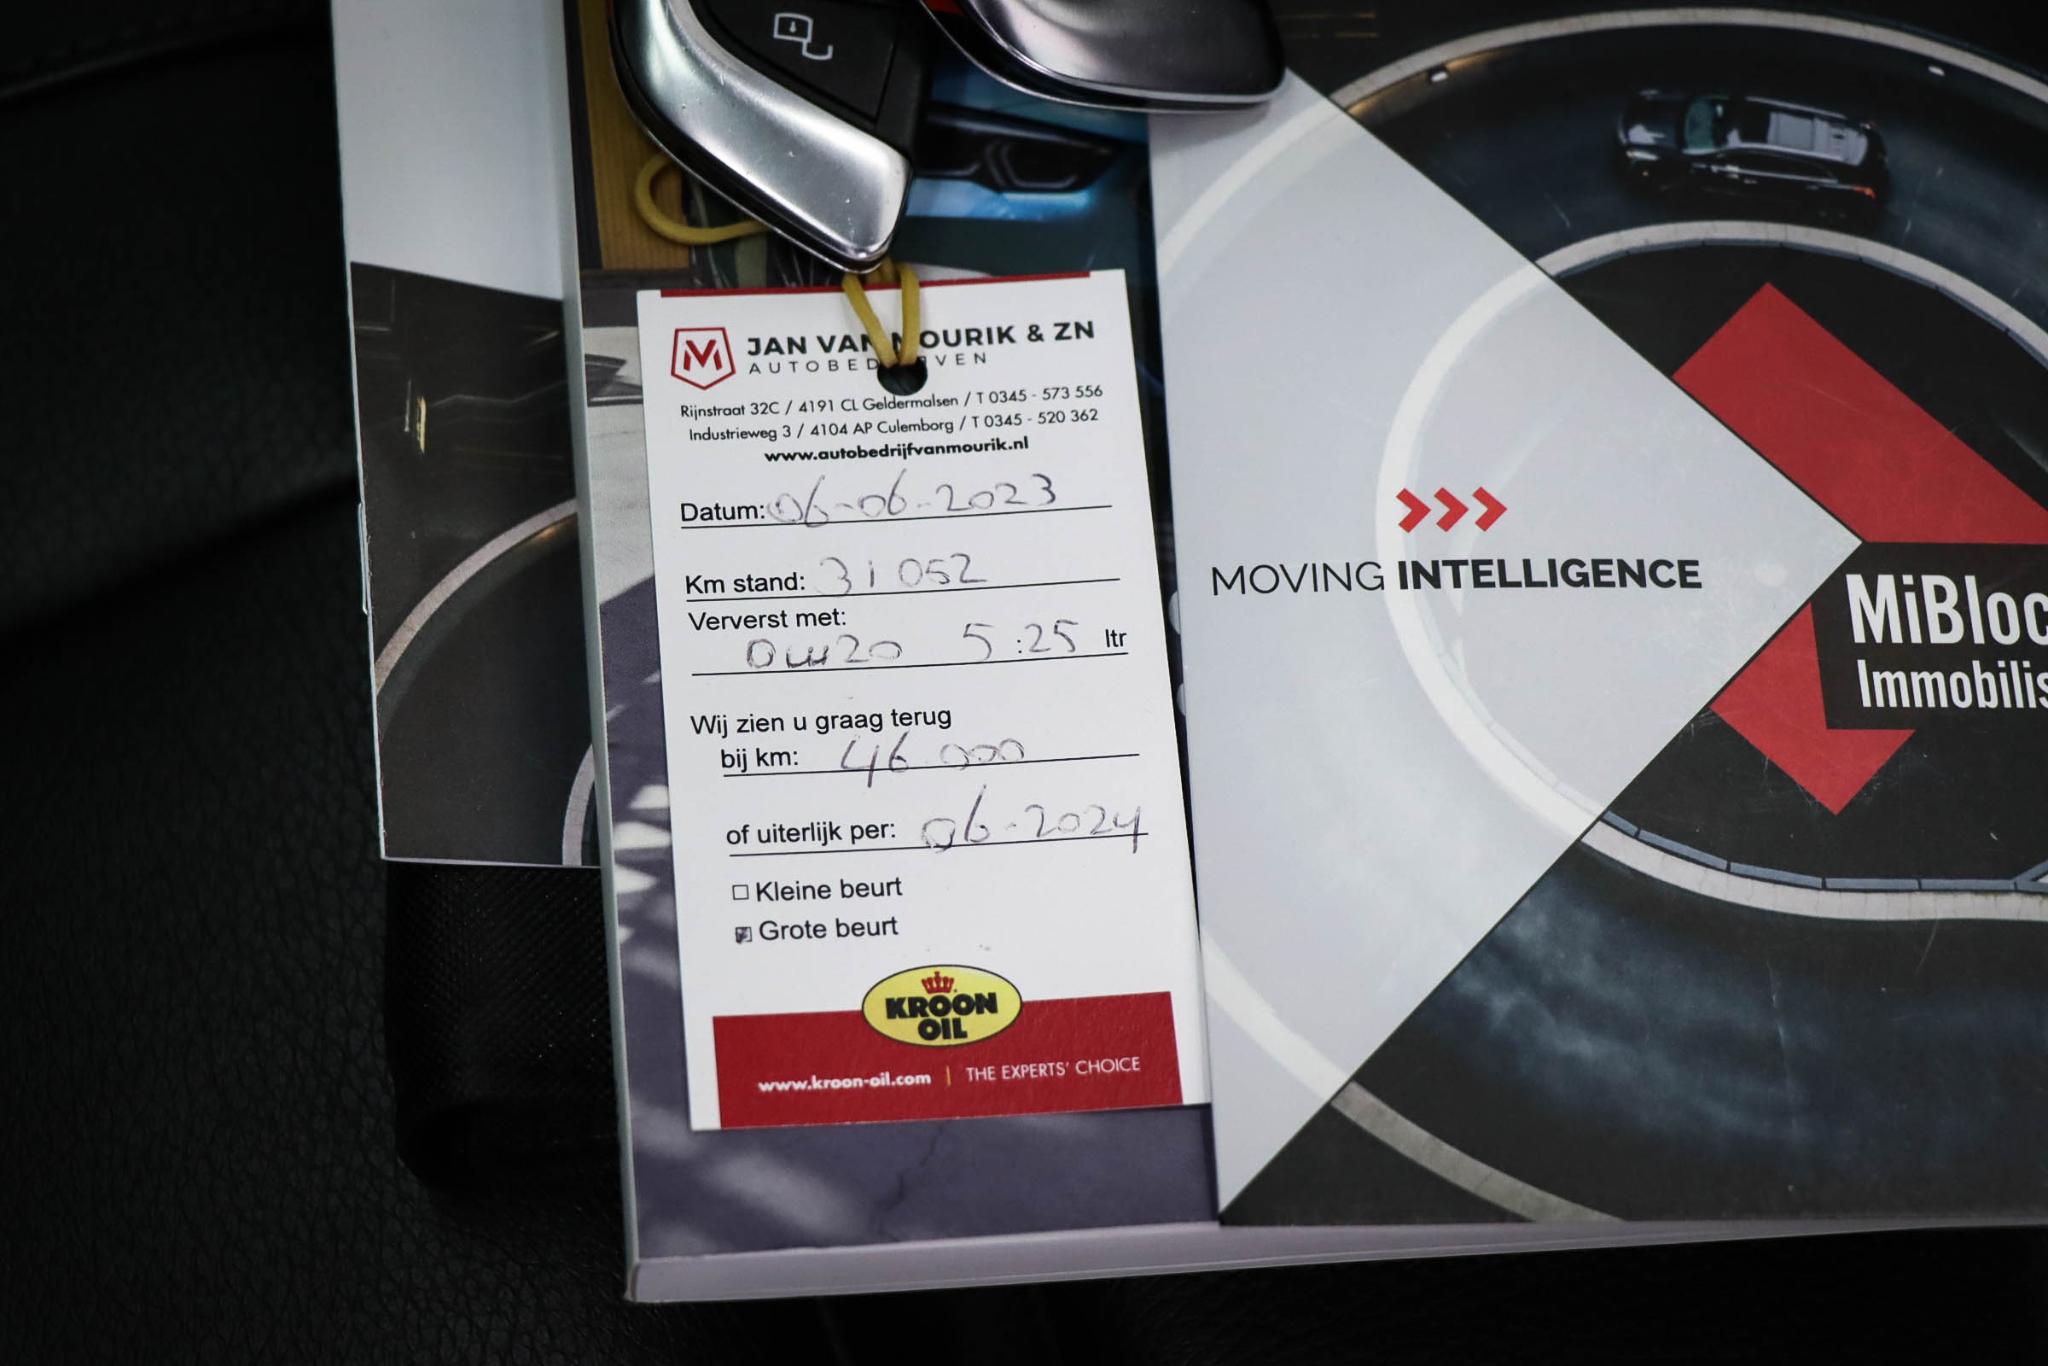 JAN VAN MOURIK & ZN
AUTOBEDRIJVEN
Rijnstraat 32C / 4191 CL Geldermalsen / T 0345 - 573 556
Industrieweg 3 / 4104 AP Culemborg / T 0345 - 520 362
www.autobedrijfvanmourik.nl
Datum: 06-06-2023
Km stand: 31052
Ververst met:
0W20 5:25 ltr
Wij zien u graag terug
bij km: 46.000
of uiterlijk per: 06-2024
Kleine beurt
Grote beurt
KROON
OIL
www.kroon-oil.com | THE EXPERTS' CHOICE
MOVING INTELLIGENCE
MiBloc
Immobilis